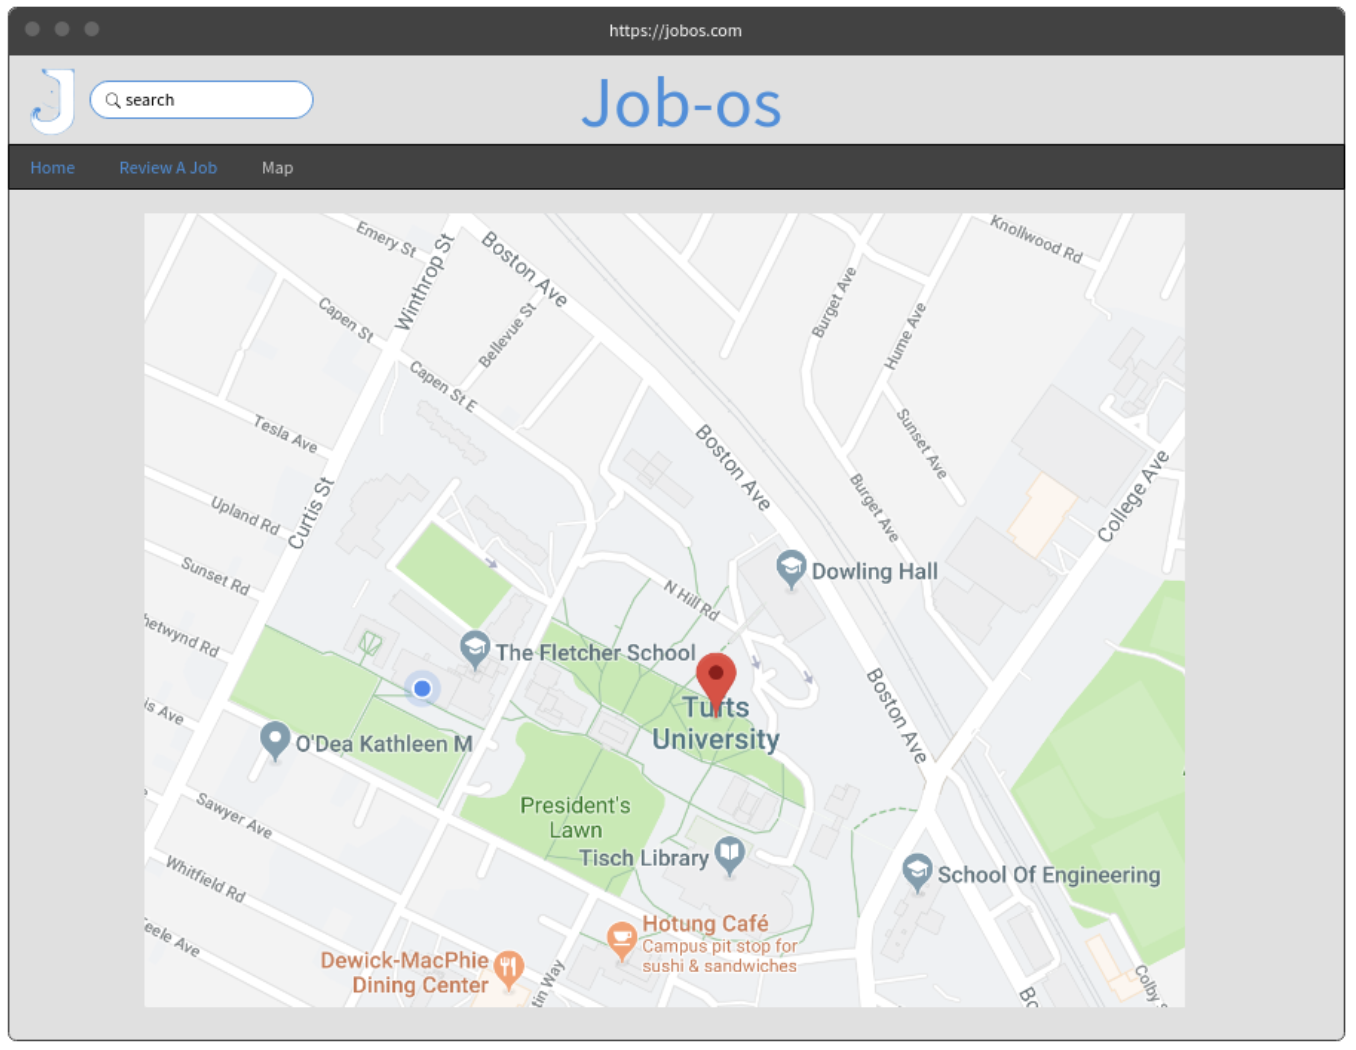 https://jobos.com
J
search
Job-os
Home
Review A Job
Map
Emery St
Winthrop St
Boston Ave
Knollwood Rd
Capen St
Bellevue St
Burget Ave
Hume Ave
Capen St E
Tesla Ave
Boston Ave
Sunset Ave
College Ave
Upland Rd
Curtis St
Burget Ave
Sunset Rd
Dowling Hall
N Hill Rd
hetwynd Rd
The Fletcher School
is Ave
Tufts
University
Boston Ave
O'Dea Kathleen M
Sawyer Ave
President's
Lawn
Tisch Library
Whitfield Rd
School Of Engineering
eele Ave
Hotung Café
Campus pit stop for
sushi & sandwiches
Dewick-MacPhie
Dining Center
tin Way
Bo
Colby